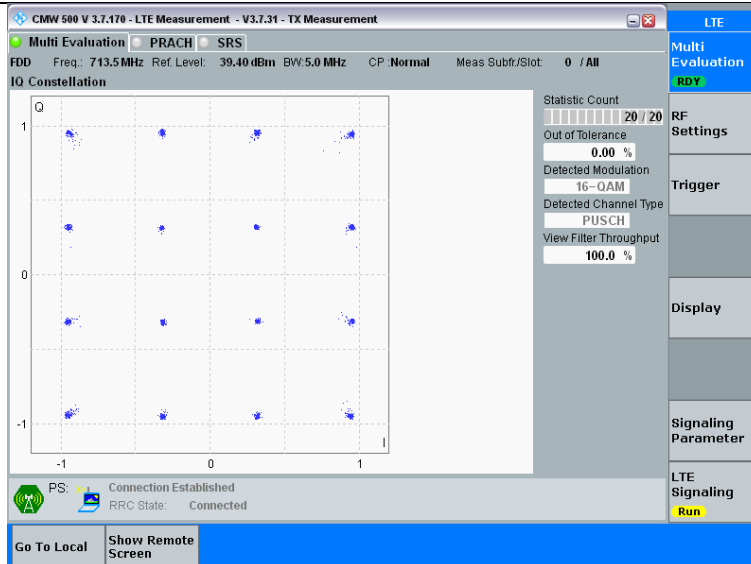 CMW 500 V 3.7.170 - LTE Measurement - V3.7.31 - TX Measurement
LTE
Multi Evaluation PRACH SRS
FDD Freq.: 713.5 MHz Ref. Level: 39.40 dBm BW: 5.0 MHz CP : Normal Meas Subfr./Slot: 0 / All
IQ Constellation
Q
1
0
-1
-1 0 1
I
Statistic Count
20 / 20
Out of Tolerance
0.00 %
Detected Modulation
16-QAM
Detected Channel Type
PUSCH
View Filter Throughput
100.0 %
Multi
Evaluation
RDY
RF
Settings
Trigger
Display
Signaling
Parameter
LTE
Signaling
Run
PS: Connection Established
RRC State: Connected
Go To Local
Show Remote
Screen